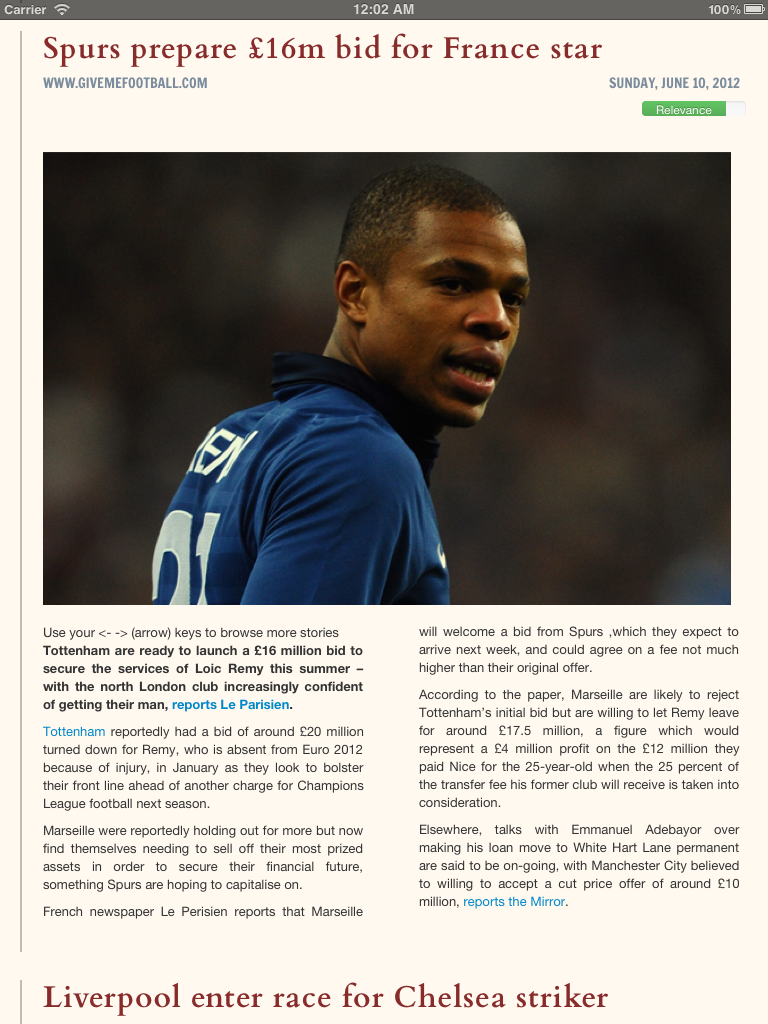 Carrier 12:02 AM 100%
Spurs prepare £16m bid for France star
WWW.GIVEMEFOOTBALL.COM SUNDAY, JUNE 10, 2012
Relevance
Use your <- -> (arrow) keys to browse more stories
Tottenham are ready to launch a £16 million bid to
secure the services of Loic Remy this summer –
with the north London club increasingly confident
of getting their man, reports Le Parisien.
Tottenham reportedly had a bid of around £20 million
turned down for Remy, who is absent from Euro 2012
because of injury, in January as they look to bolster
their front line ahead of another charge for Champions
League football next season.
Marseille were reportedly holding out for more but now
find themselves needing to sell off their most prized
assets in order to secure their financial future,
something Spurs are hoping to capitalise on.
French newspaper Le Perisien reports that Marseille
will welcome a bid from Spurs ,which they expect to
arrive next week, and could agree on a fee not much
higher than their original offer.
According to the paper, Marseille are likely to reject
Tottenham's initial bid but are willing to let Remy leave
for around £17.5 million, a figure which would
represent a £4 million profit on the £12 million they
paid Nice for the 25-year-old when the 25 percent of
the transfer fee his former club will receive is taken into
consideration.
Elsewhere, talks with Emmanuel Adebayor over
making his loan move to White Hart Lane permanent
are said to be on-going, with Manchester City believed
to willing to accept a cut price offer of around £10
million, reports the Mirror.
Liverpool enter race for Chelsea striker